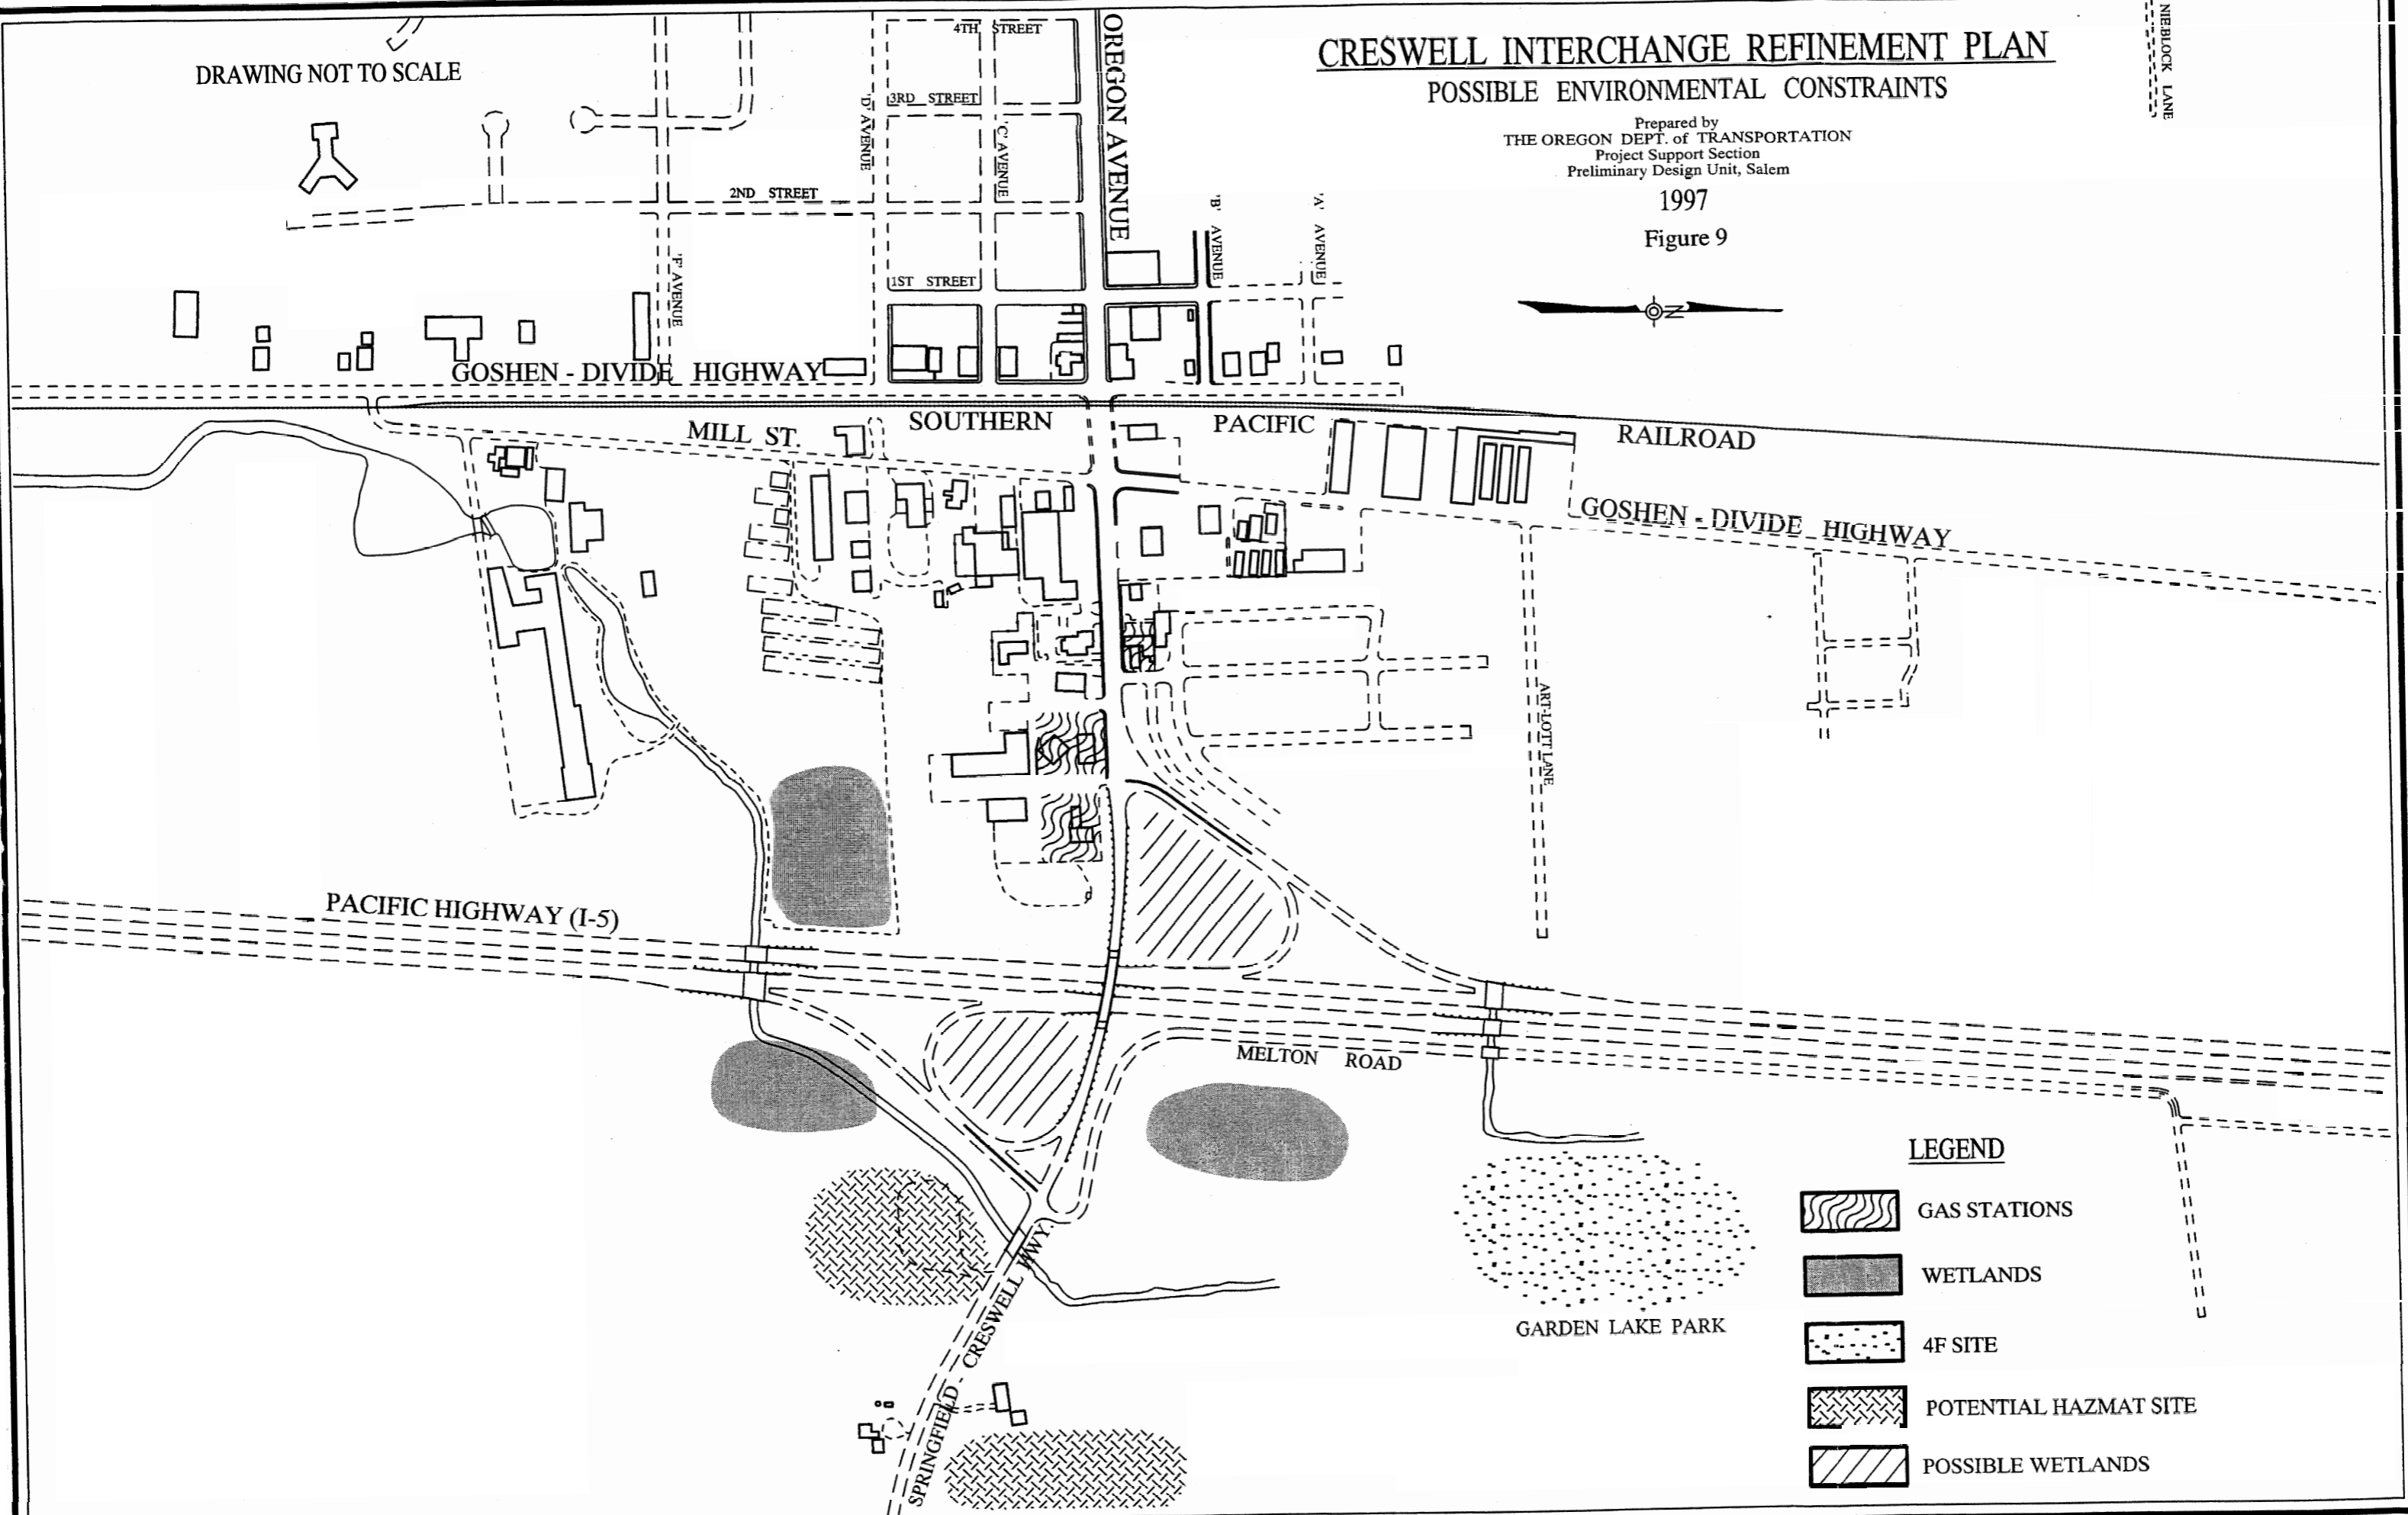 DRAWING NOT TO SCALE
CRESWELL INTERCHANGE REFINEMENT PLAN
POSSIBLE ENVIRONMENTAL CONSTRAINTS
Prepared by
THE OREGON DEPT. of TRANSPORTATION
Project Support Section
Preliminary Design Unit, Salem
1997
Figure 9
NIEBLOCK LANE
4TH STREET
3RD STREET
2ND STREET
1ST STREET
OREGON AVENUE
'D' AVENUE
'C' AVENUE
'B' AVENUE
'A' AVENUE
'F' AVENUE
N
GOSHEN - DIVIDE HIGHWAY
MILL ST.
SOUTHERN PACIFIC RAILROAD
GOSHEN - DIVIDE HIGHWAY
ART-LOTT LANE
PACIFIC HIGHWAY (I-5)
MELTON ROAD
SPRINGFIELD - CRESWELL HWY.
GARDEN LAKE PARK
LEGEND
GAS STATIONS
WETLANDS
4F SITE
POTENTIAL HAZMAT SITE
POSSIBLE WETLANDS